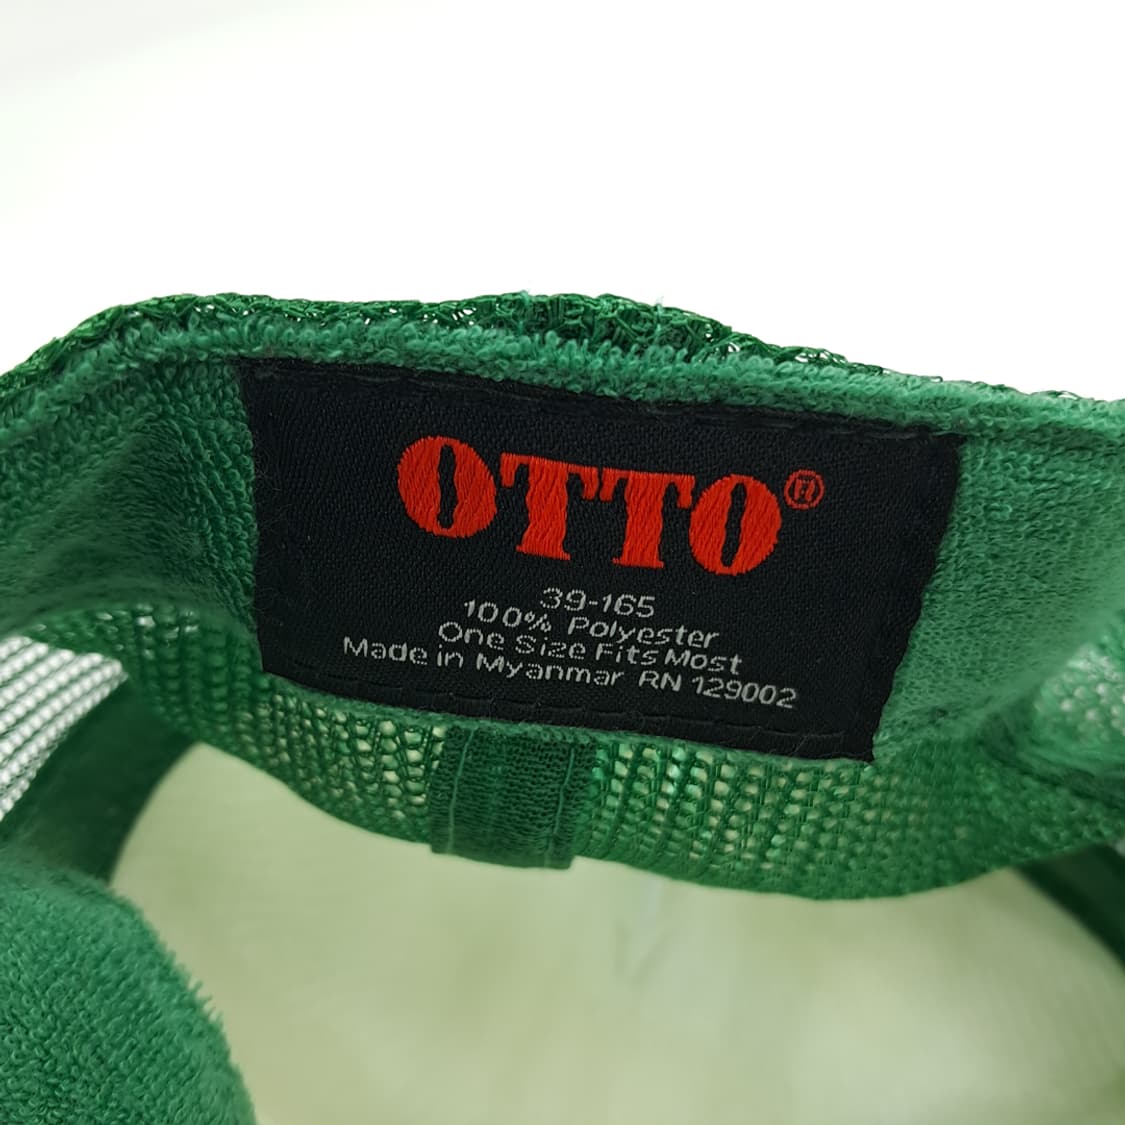 OTTO®
39-165
100% Polyester
One Size Fits Most
Made in Myanmar RN 129002